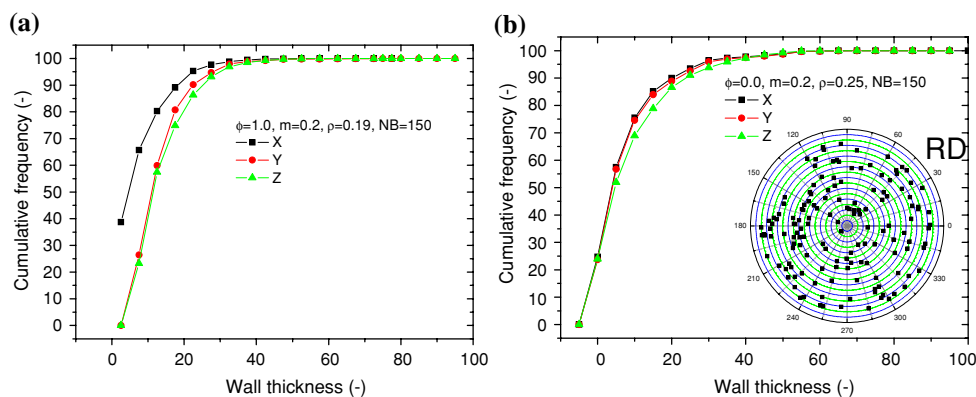 (a)
100
90
80
70
60
50
40
30
20
10
0
Cumulative frequency (-)
ϕ=1.0, m=0.2, ρ=0.19, NB=150
X
Y
Z
0 20 40 60 80 100
Wall thickness (-)
(b)
100
90
80
70
60
50
40
30
20
10
0
Cumulative frequency (-)
ϕ=0.0, m=0.2, ρ=0.25, NB=150
X
Y
Z
RD
90
60
30
0
330
300
270
240
210
180
150
120
0 20 40 60 80 100
Wall thickness (-)